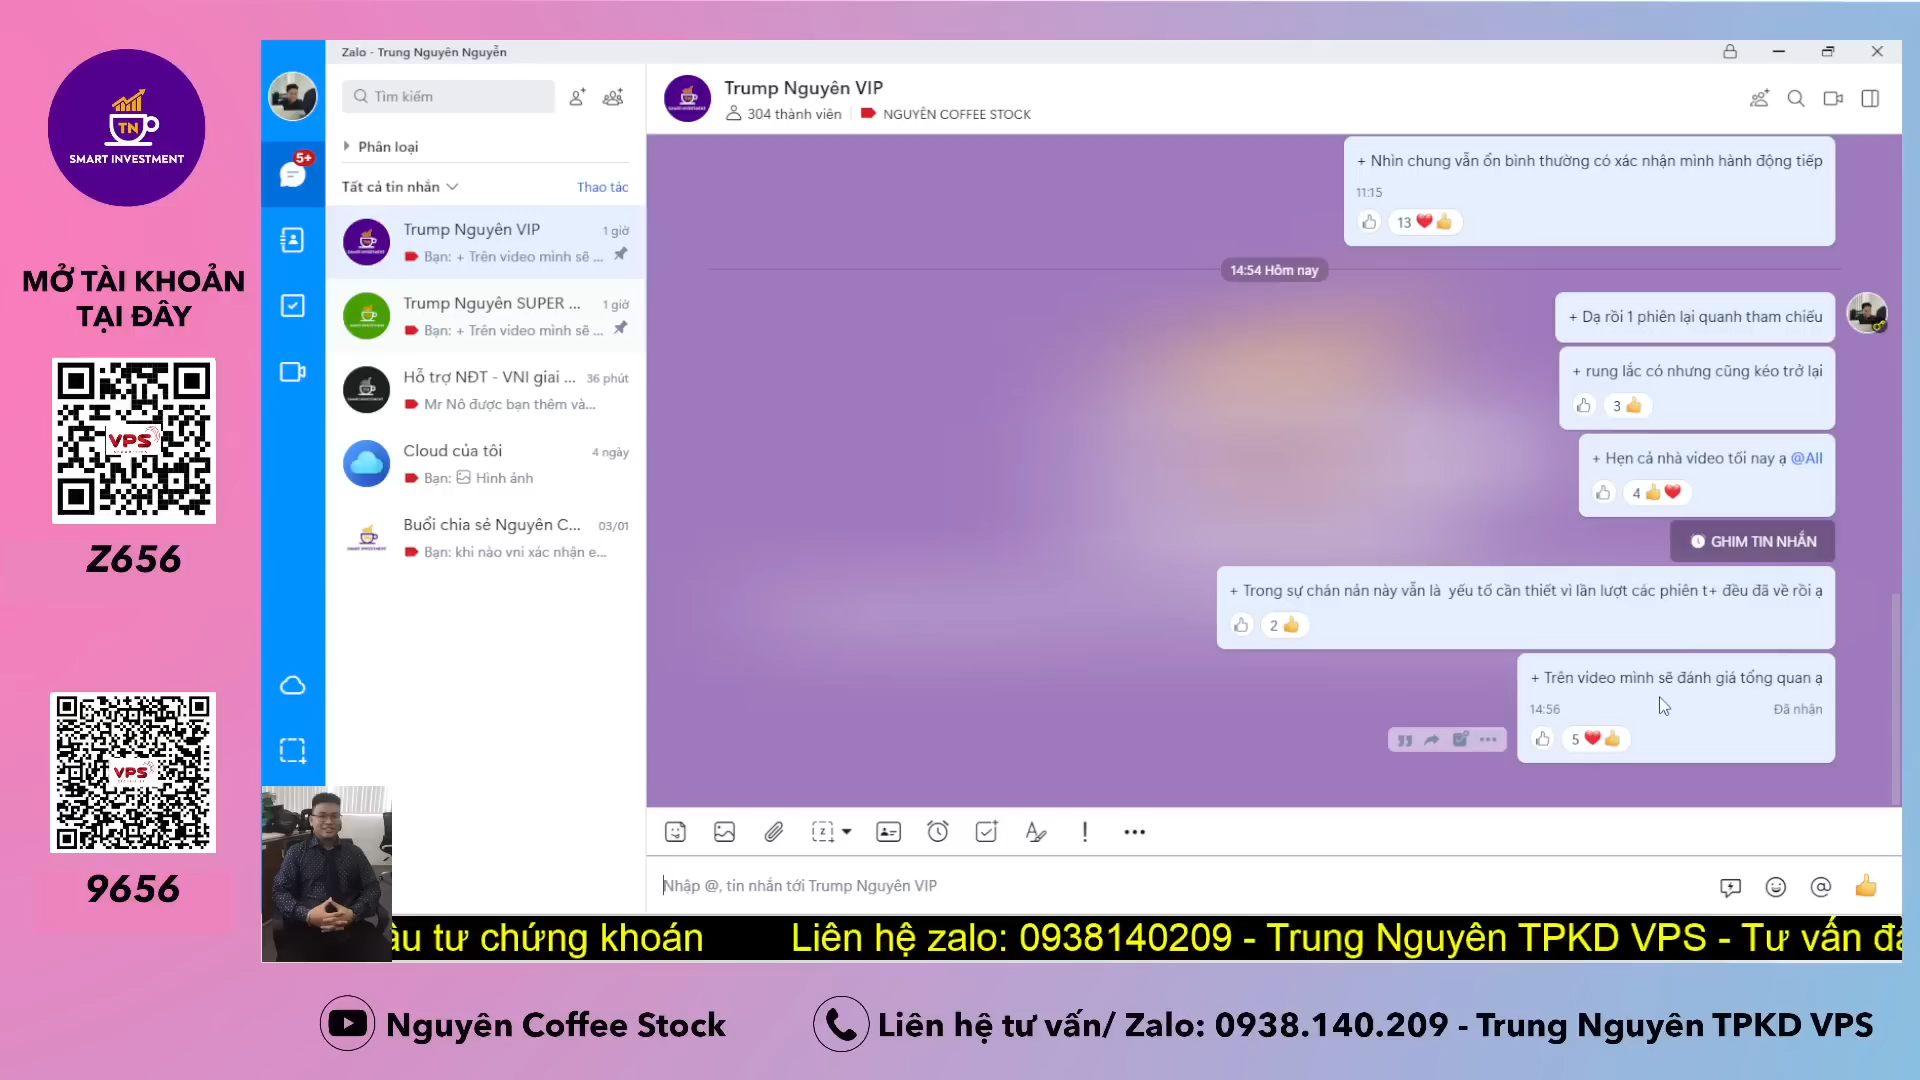 TN
SMART INVESTMENT
MỞ TÀI KHOẢN
TẠI ĐÂY
VPS
Z656
VPS
9656
Zalo - Trung Nguyên Nguyễn
5+
Tìm kiếm
Phân loại
Tất cả tin nhắn
Thao tác
Trump Nguyên VIP
1 giờ
Bạn: + Trên video mình sẽ ...
Trump Nguyên SUPER ...
1 giờ
Bạn: + Trên video mình sẽ ...
Hỗ trợ NĐT - VNI giai ...
36 phút
Mr Nô được bạn thêm và...
Cloud của tôi
4 ngày
Bạn: Hình ảnh
Buổi chia sẻ Nguyên C...
03/01
Bạn: khi nào vni xác nhận e...
Trump Nguyên VIP
304 thành viên
NGUYÊN COFFEE STOCK
+ Nhìn chung vẫn ổn bình thường có xác nhận mình hành động tiếp
11:15
13
14:54 Hôm nay
+ Dạ rồi 1 phiên lại quanh tham chiếu
+ rung lắc có nhưng cũng kéo trở lại
3
+ Hẹn cả nhà video tối nay ạ @All
4
GHIM TIN NHẮN
+ Trong sự chán nản này vẫn là yếu tố cần thiết vì lần lượt các phiên t+ đều đã về rồi ạ
2
+ Trên video mình sẽ đánh giá tổng quan ạ
14:56
Đã nhận
5
Nhập @, tin nhắn tới Trump Nguyên VIP
ầu tư chứng khoán Liên hệ zalo: 0938140209 - Trung Nguyên TPKD VPS - Tư vấn đầ
Nguyên Coffee Stock
Liên hệ tư vấn/ Zalo: 0938.140.209 - Trung Nguyên TPKD VPS